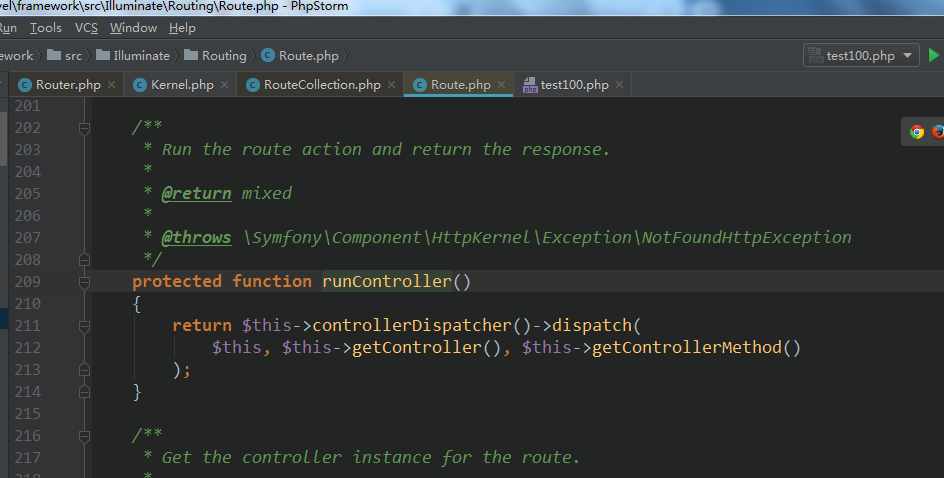 vel\framework\src\Illuminate\Routing\Route.php - PhpStorm
Run Tools VCS Window Help
ework src Illuminate Routing Route.php test100.php
Router.php Kernel.php RouteCollection.php Route.php test100.php
201
202 /**
203 * Run the route action and return the response.
204 *
205 * @return mixed
206 *
207 * @throws \Symfony\Component\HttpKernel\Exception\NotFoundHttpException
208 */
209 protected function runController()
210 {
211 return $this->controllerDispatcher()->dispatch(
212 $this, $this->getController(), $this->getControllerMethod()
213 );
214 }
215
216 /**
217 * Get the controller instance for the route.
218 *